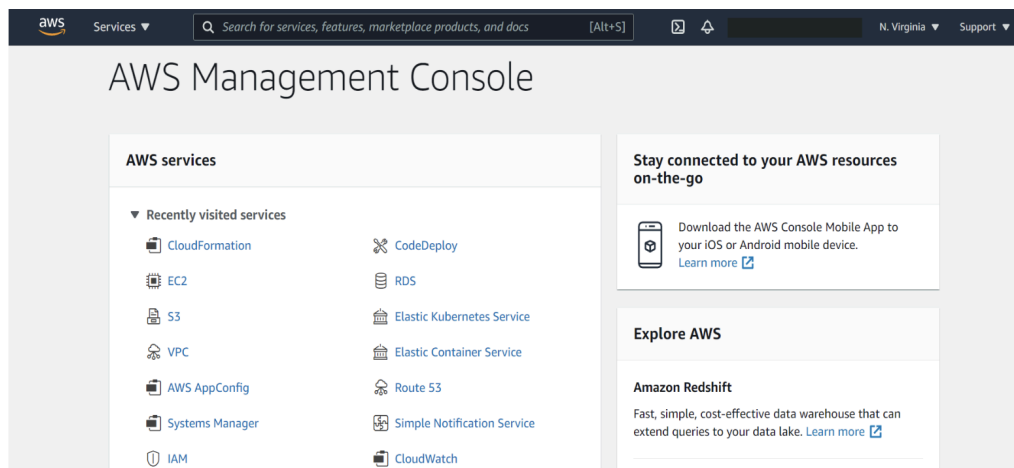 aws Services ▼ Search for services, features, marketplace products, and docs [Alt+S] N. Virginia ▼ Support ▼
AWS Management Console
AWS services
▼ Recently visited services
CloudFormation
EC2
S3
VPC
AWS AppConfig
Systems Manager
IAM
CodeDeploy
RDS
Elastic Kubernetes Service
Elastic Container Service
Route 53
Simple Notification Service
CloudWatch
Stay connected to your AWS resources
on-the-go
Download the AWS Console Mobile App to
your iOS or Android mobile device.
Learn more
Explore AWS
Amazon Redshift
Fast, simple, cost-effective data warehouse that can
extend queries to your data lake. Learn more